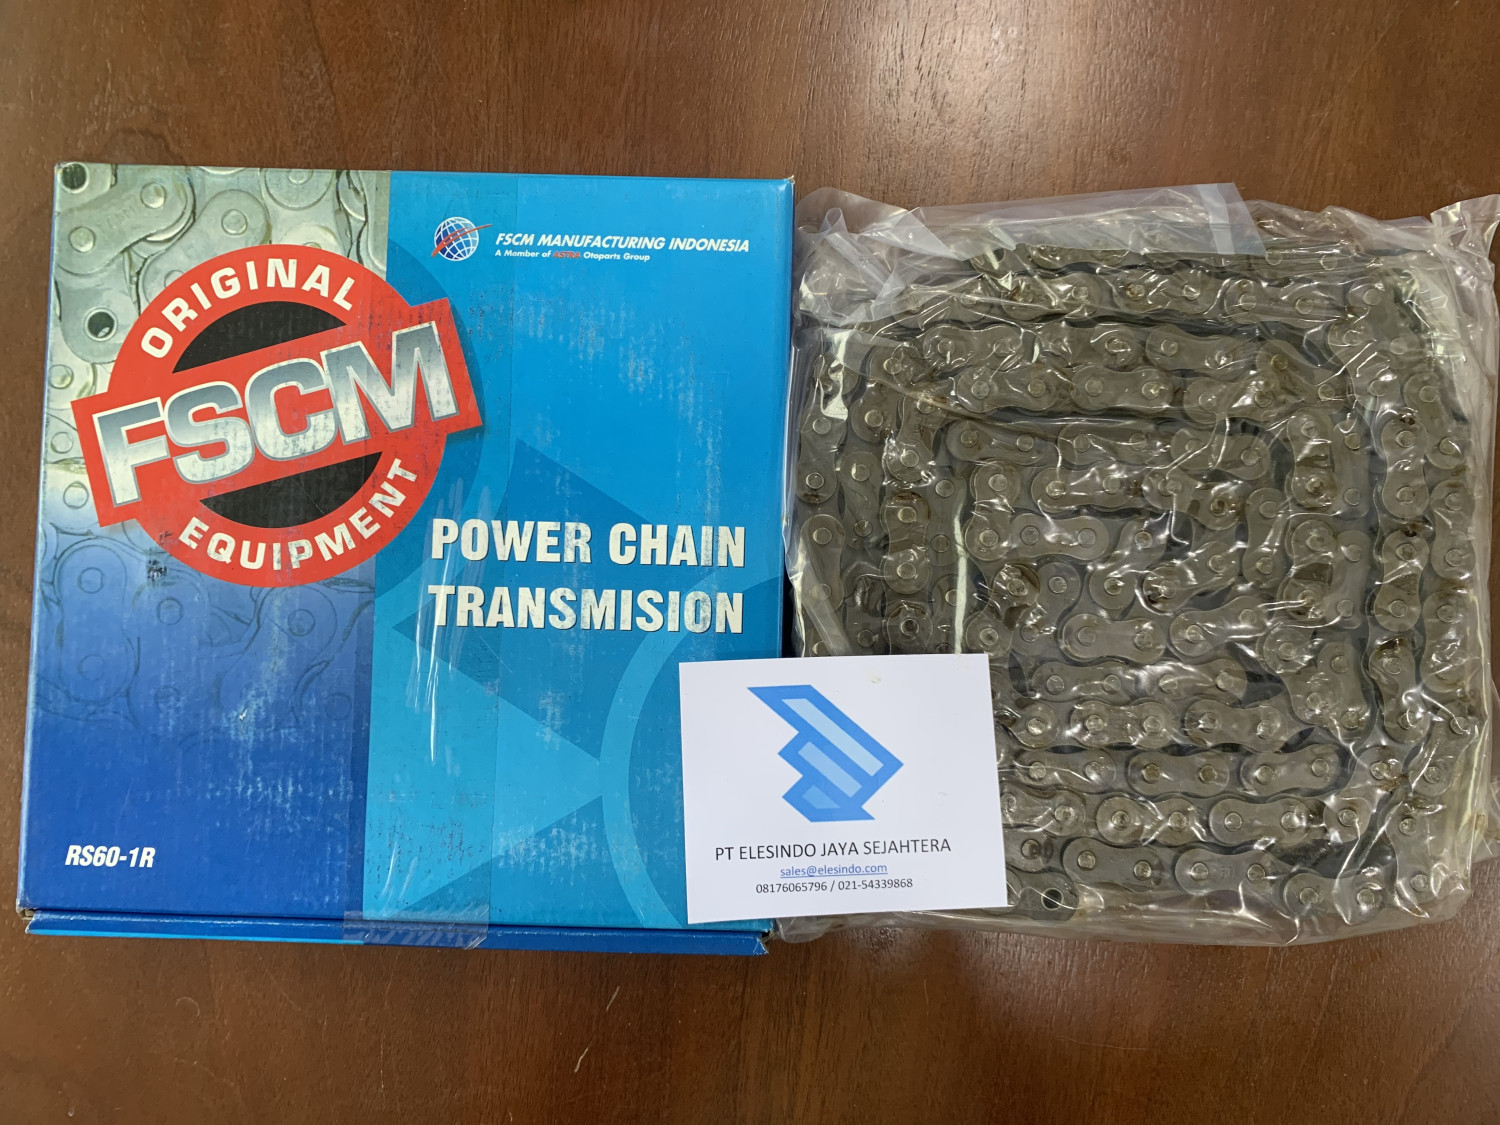 FSCM MANUFACTURING INDONESIA
A Member of ASTRA Otoparts Group
ORIGINAL
FSCM
EQUIPMENT
POWER CHAIN
TRANSMISION
RS60-1R
PT ELESINDO JAYA SEJAHTERA
sales@elesindo.com
08176065796 / 021-54339868